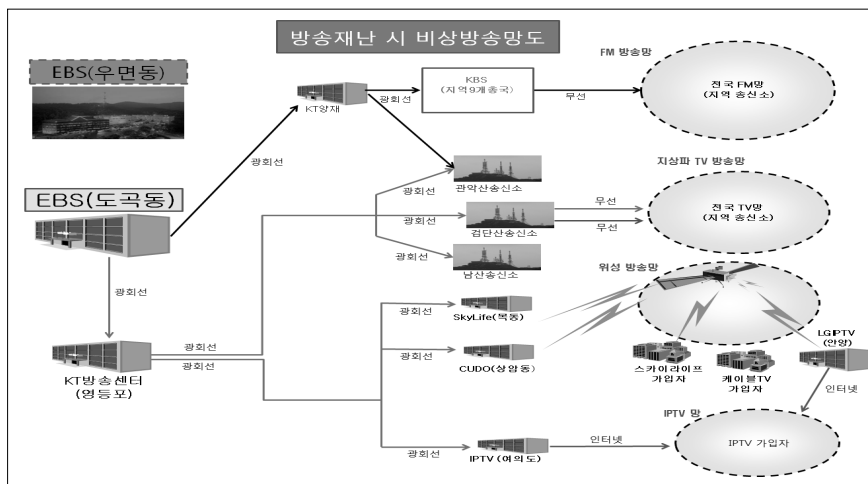 방송재난 시 비상방송망도
EBS(우면동)
FM 방송망
KT양재
광회선
KBS
(지역9개총국)
무선
전국 FM망
(지역 송신소)
광회선
광회선
지상파 TV 방송망
EBS(도곡동)
광회선
관악산송신소
광회선
검단산송신소
무선
무선
전국 TV망
(지역 송신소)
광회선
남산송신소
위성 방송망
광회선
광회선
SkyLife(목동)
광회선
CUDO(상암동)
광회선
광회선
KT방송센터
(영등포)
스카이라이프
가입자
케이블TV
가입자
LGIPTV
(안양)
인터넷
IPTV 망
광회선
IPTV (여의도)
인터넷
IPTV 가입자